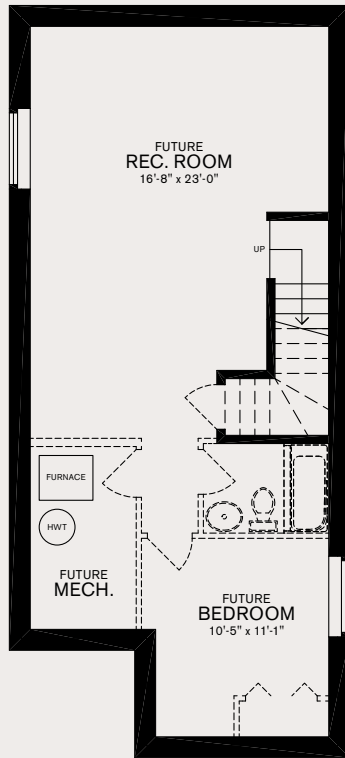 FUTURE
REC. ROOM
16'-8" x 23'-0"
UP
FURNACE
HWT
FUTURE
MECH.
FUTURE
BEDROOM
10'-5" x 11'-1"